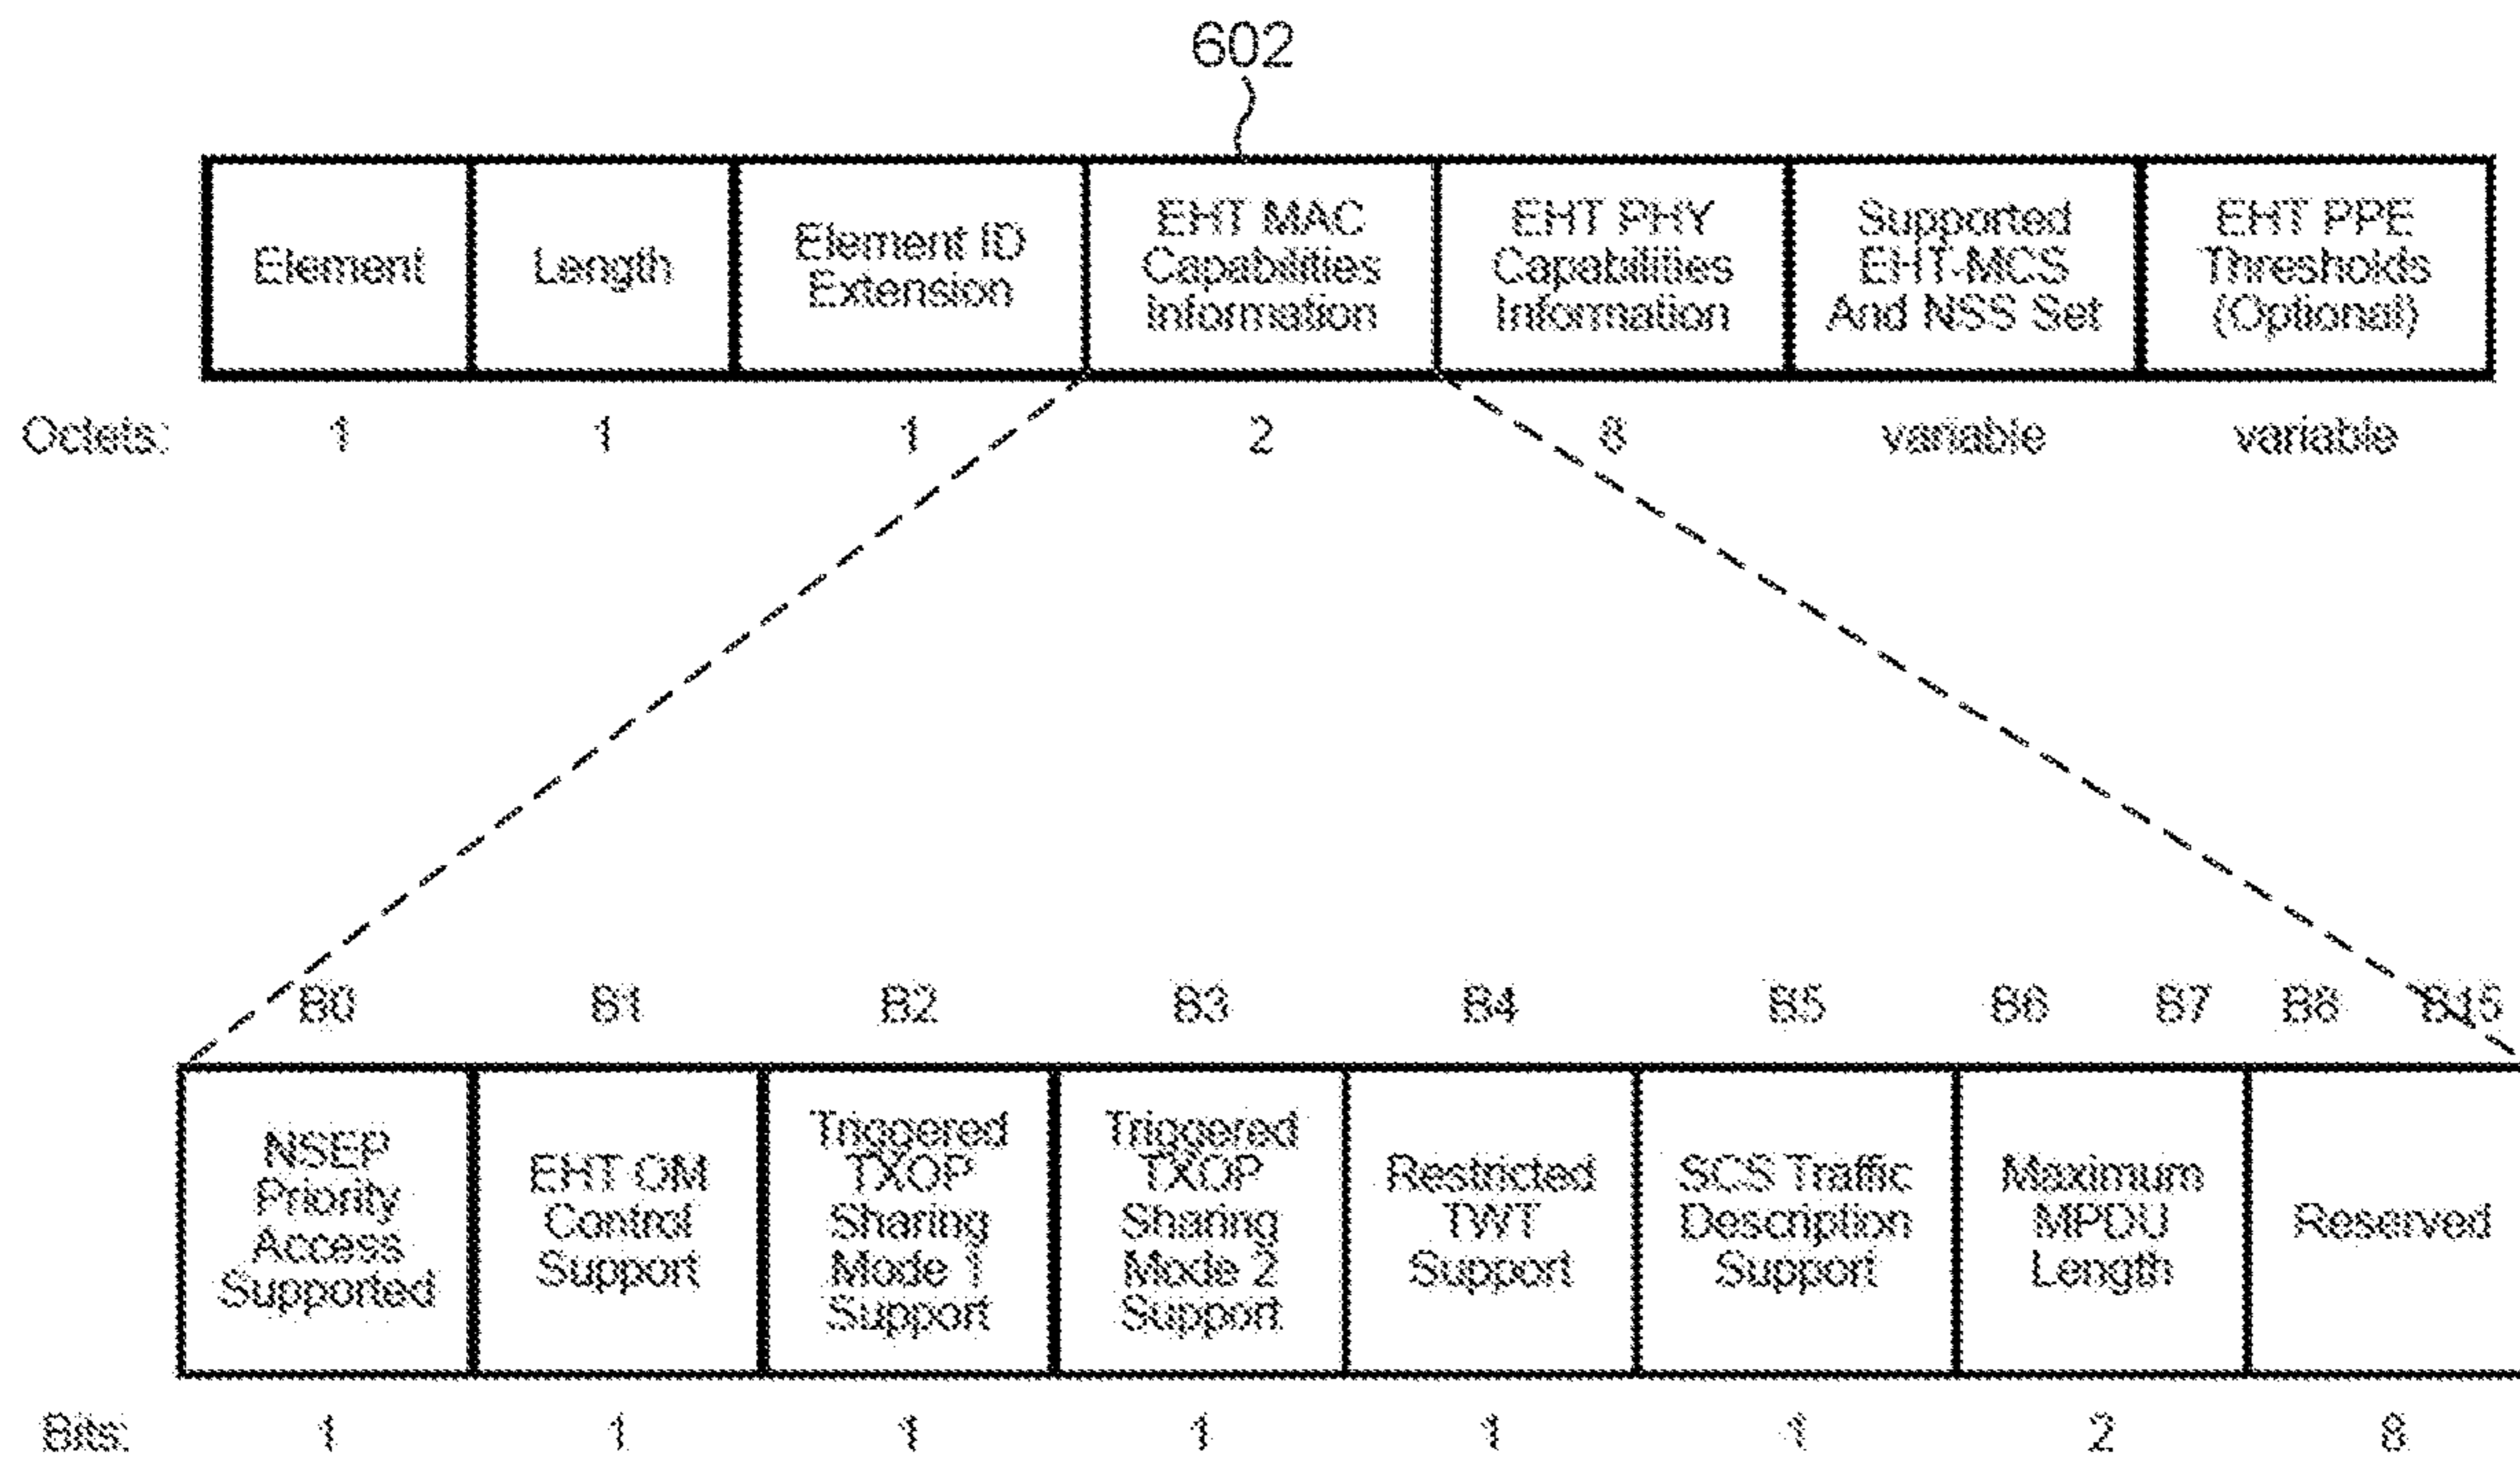 602
Element
Length
Element ID
Extension
EHT MAC
Capabilities
Information
EHT PHY
Capabilities
Information
Supported
EHT-MCS
And NSS Set
EHT PPE
Thresholds
(Optional)
Octets: 1 1 1 2 8 variable variable
B0 B1 B2 B3 B4 B5 B6 B7 B8 B15
NSEP
Priority
Access
Supported
EHT OM
Control
Support
Triggered
TXOP
Sharing
Mode 1
Support
Triggered
TXOP
Sharing
Mode 2
Support
Restricted
TWT
Support
SCS Traffic
Description
Support
Maximum
MPDU
Length
Reserved
Bits: 1 1 1 1 1 1 2 8